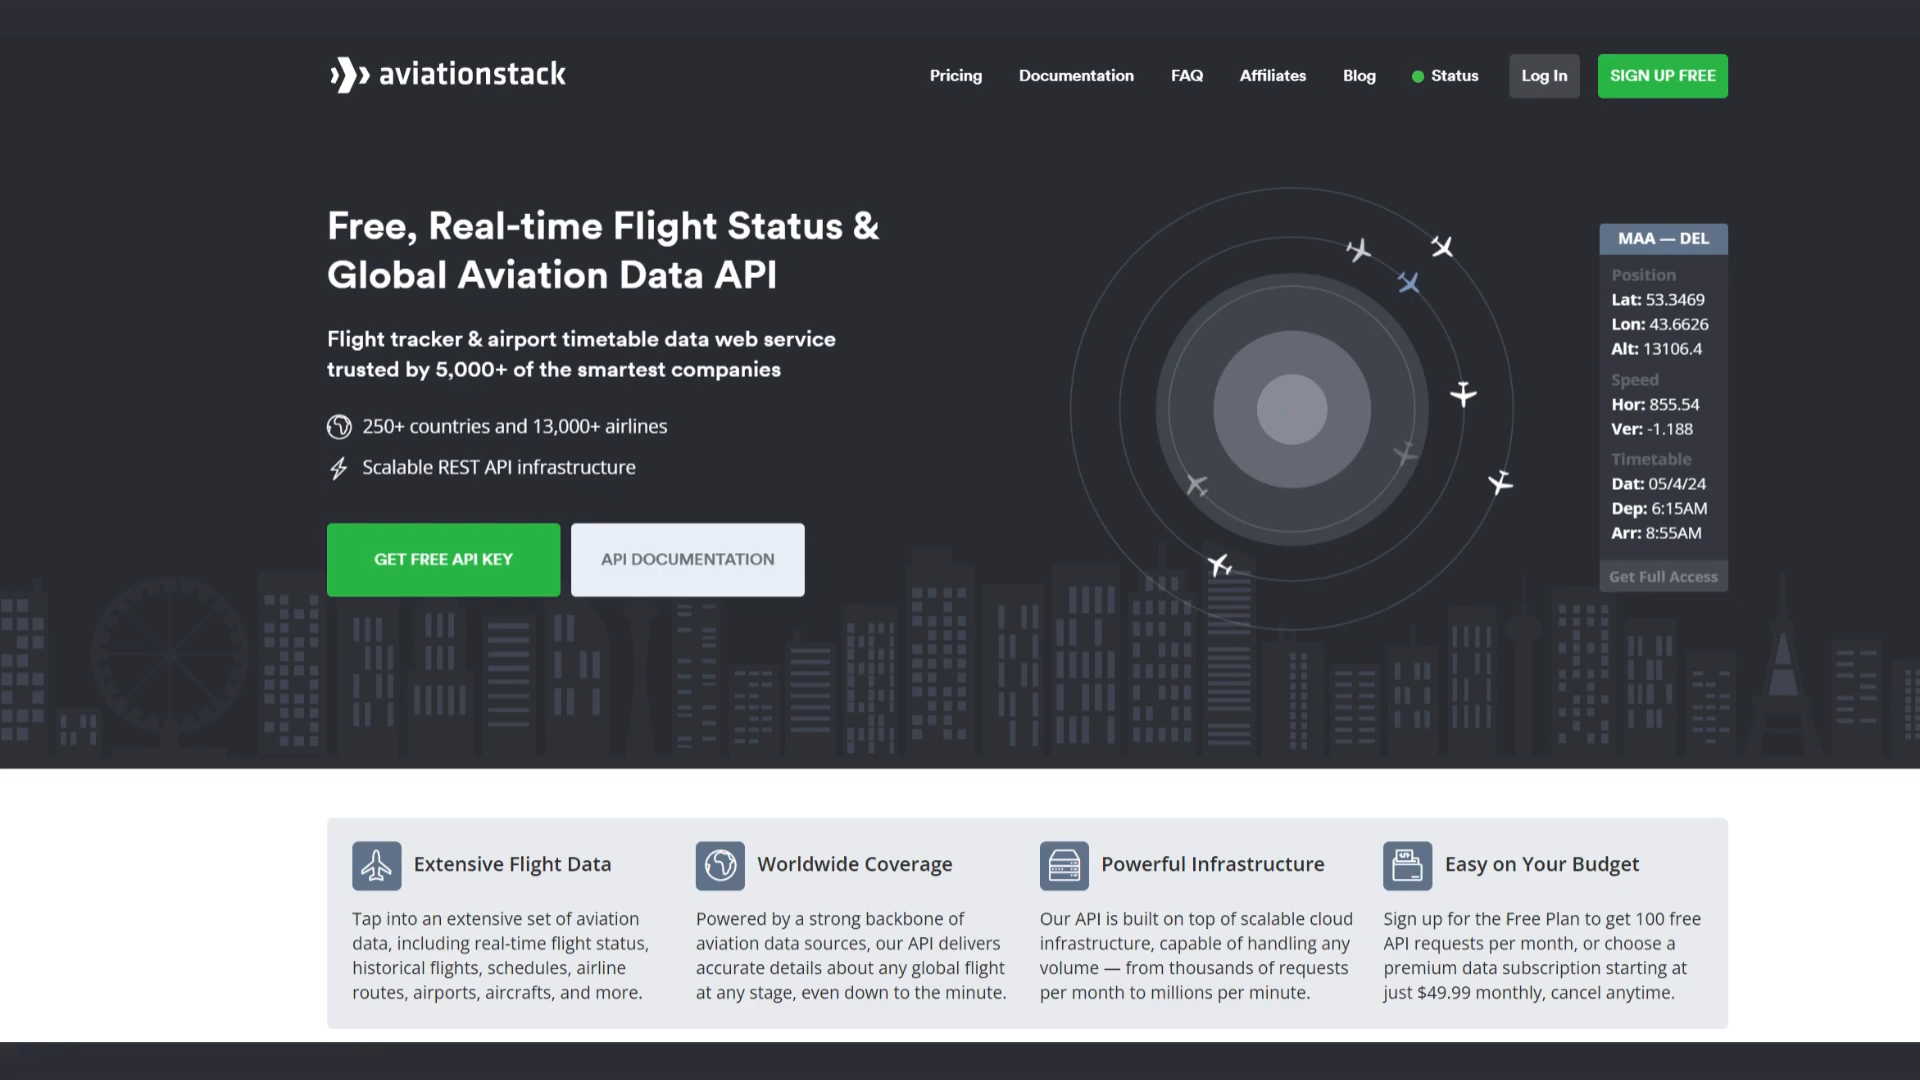 aviationstack
Pricing
Documentation
FAQ
Affiliates
Blog
Status
Log In
SIGN UP FREE
Free, Real-time Flight Status &
Global Aviation Data API
Flight tracker & airport timetable data web service
trusted by 5,000+ of the smartest companies
250+ countries and 13,000+ airlines
Scalable REST API infrastructure
GET FREE API KEY
API DOCUMENTATION
MAA — DEL
Position
Lat: 53.3469
Lon: 43.6626
Alt: 13106.4
Speed
Hor: 855.54
Ver: -1.188
Timetable
Dat: 05/4/24
Dep: 6:15AM
Arr: 8:55AM
Get Full Access
Extensive Flight Data
Tap into an extensive set of aviation
data, including real-time flight status,
historical flights, schedules, airline
routes, airports, aircrafts, and more.
Worldwide Coverage
Powered by a strong backbone of
aviation data sources, our API delivers
accurate details about any global flight
at any stage, even down to the minute.
Powerful Infrastructure
Our API is built on top of scalable cloud
infrastructure, capable of handling any
volume — from thousands of requests
per month to millions per minute.
Easy on Your Budget
Sign up for the Free Plan to get 100 free
API requests per month, or choose a
premium data subscription starting at
just $49.99 monthly, cancel anytime.